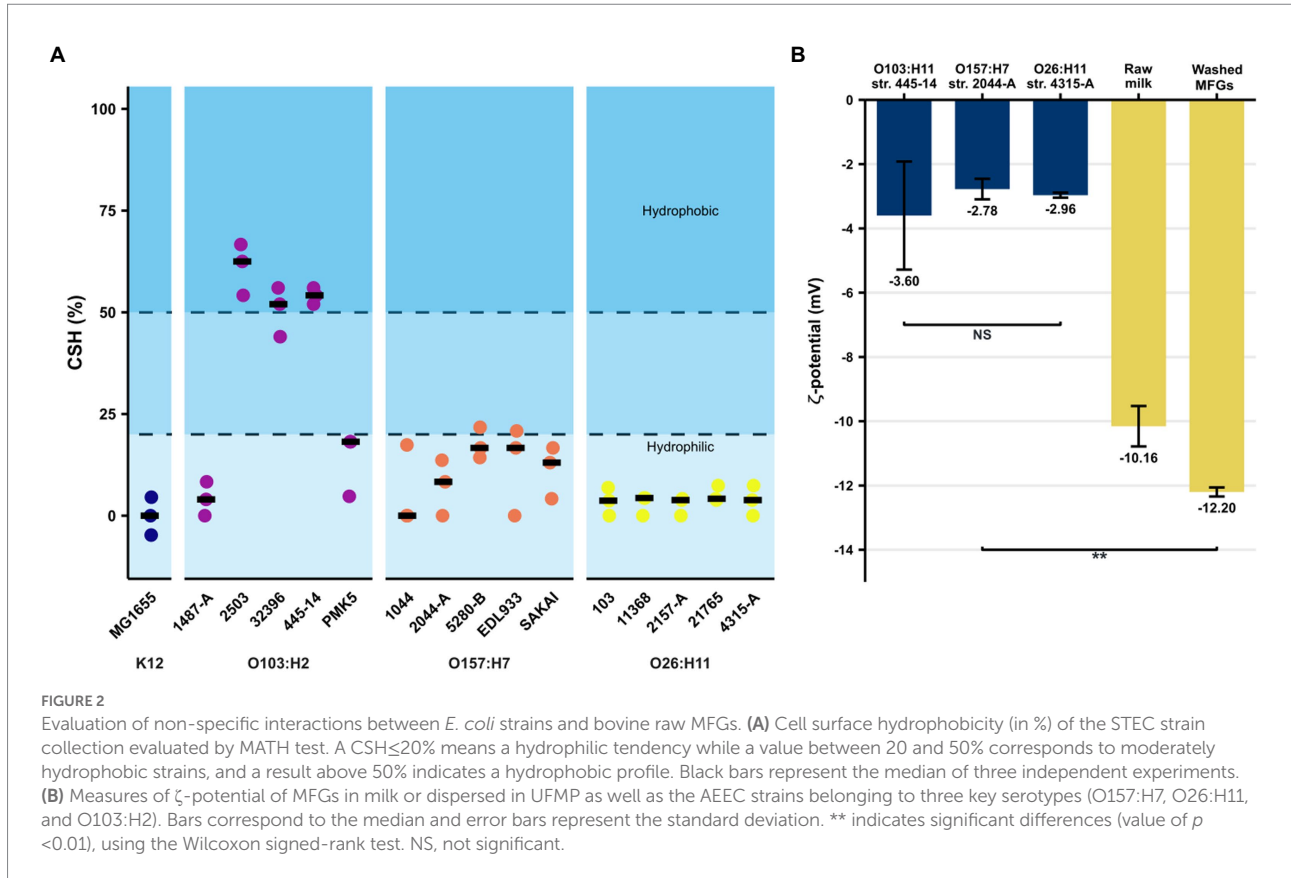 A
CSH (%)
100
75
50
25
0
Hydrophobic
Hydrophilic
MG1655
1487-A
2503
32396
445-14
PMK5
1044
2044-A
5280-B
EDL933
SAKAI
103
11368
2157-A
21765
4315-A
K12
O103:H2
O157:H7
O26:H11
B
O103:H11
str. 445-14
O157:H7
str. 2044-A
O26:H11
str. 4315-A
Raw
milk
Washed
MFGs
ζ-potential (mV)
0
-2
-4
-6
-8
-10
-12
-14
-3.60
-2.78
-2.96
-10.16
-12.20
NS
**
FIGURE 2
Evaluation of non-specific interactions between E. coli strains and bovine raw MFGs. (A) Cell surface hydrophobicity (in %) of the STEC strain
collection evaluated by MATH test. A CSH≤20% means a hydrophilic tendency while a value between 20 and 50% corresponds to moderately
hydrophobic strains, and a result above 50% indicates a hydrophobic profile. Black bars represent the median of three independent experiments.
(B) Measures of ζ-potential of MFGs in milk or dispersed in UFMP as well as the AEEC strains belonging to three key serotypes (O157:H7, O26:H11,
and O103:H2). Bars correspond to the median and error bars represent the standard deviation. ** indicates significant differences (value of p
<0.01), using the Wilcoxon signed-rank test. NS, not significant.